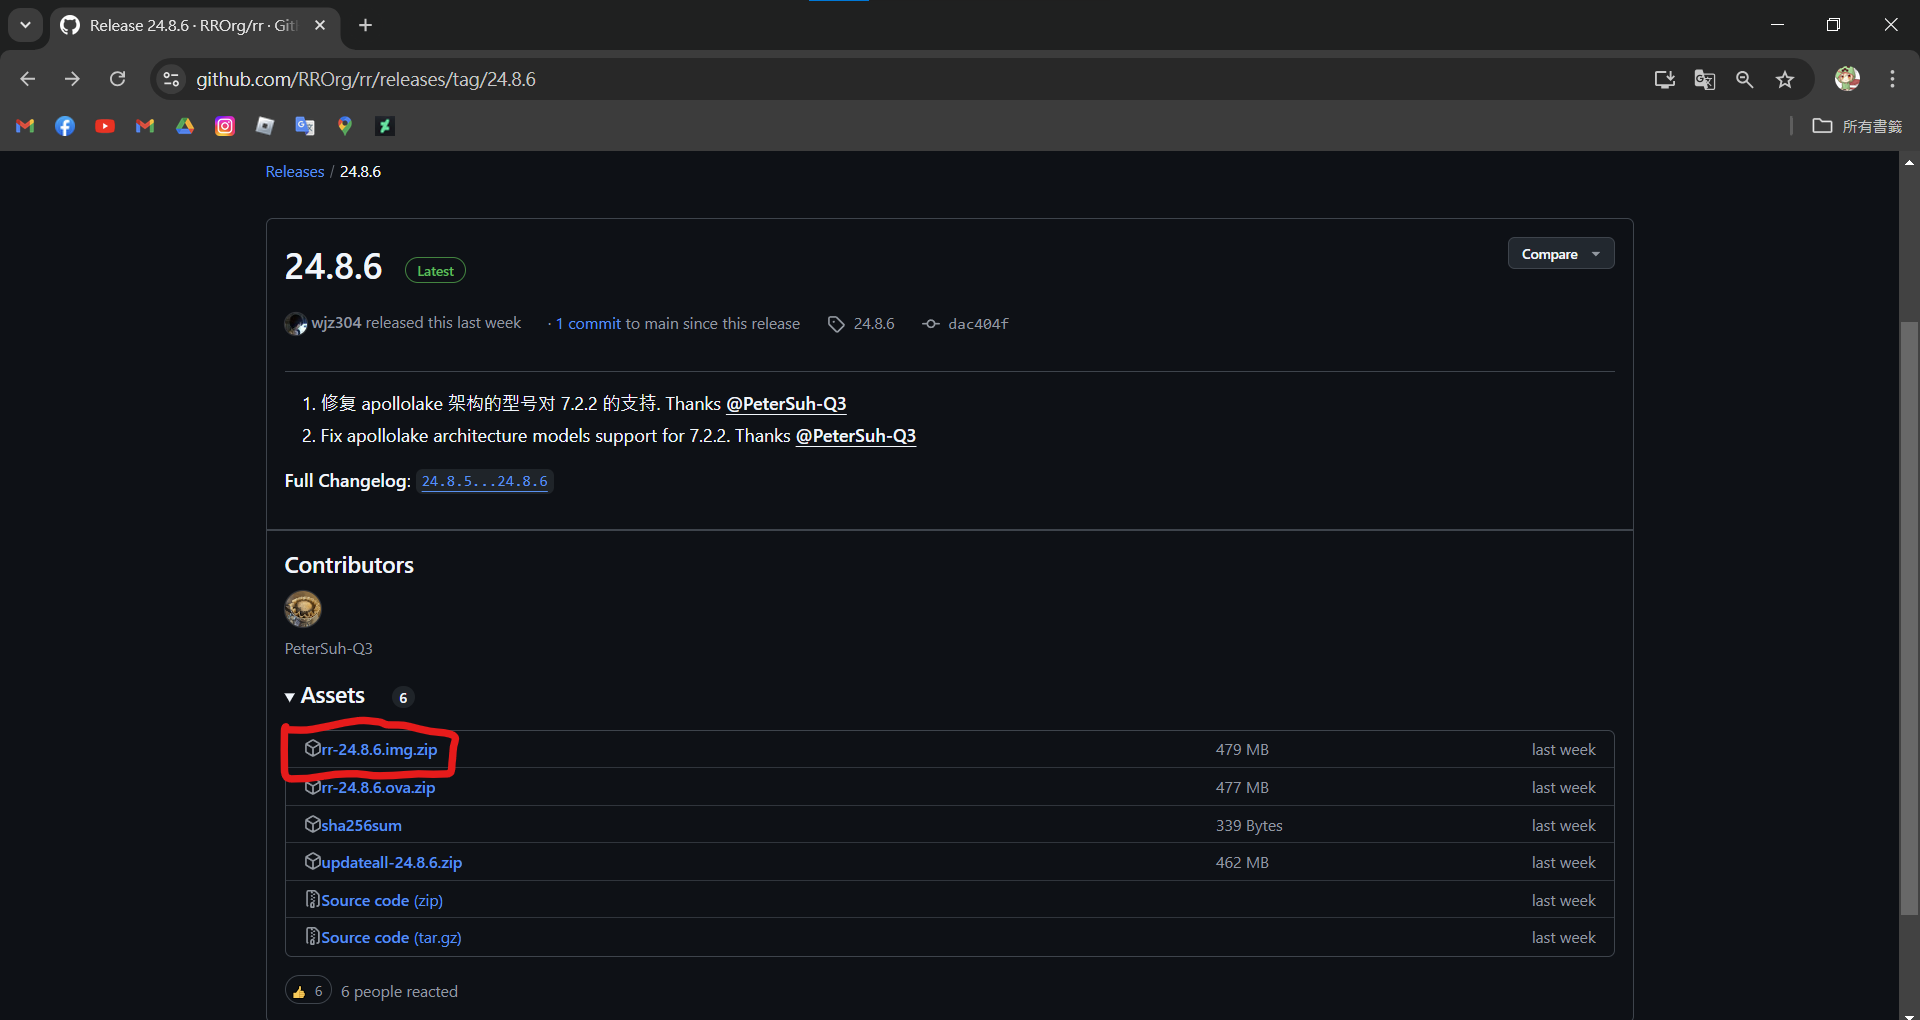 Release 24.8.6 · RROrg/rr · Git
github.com/RROrg/rr/releases/tag/24.8.6
所有書籤
Releases / 24.8.6
24.8.6 Latest
Compare
wjz304 released this last week · 1 commit to main since this release 24.8.6 dac404f
1. 修复 apollolake 架构的型号对 7.2.2 的支持. Thanks @PeterSuh-Q3
2. Fix apollolake architecture models support for 7.2.2. Thanks @PeterSuh-Q3
Full Changelog: 24.8.5...24.8.6
Contributors
PeterSuh-Q3
Assets 6
rr-24.8.6.img.zip 479 MB last week
rr-24.8.6.ova.zip 477 MB last week
sha256sum 339 Bytes last week
updateall-24.8.6.zip 462 MB last week
Source code (zip) last week
Source code (tar.gz) last week
6 6 people reacted